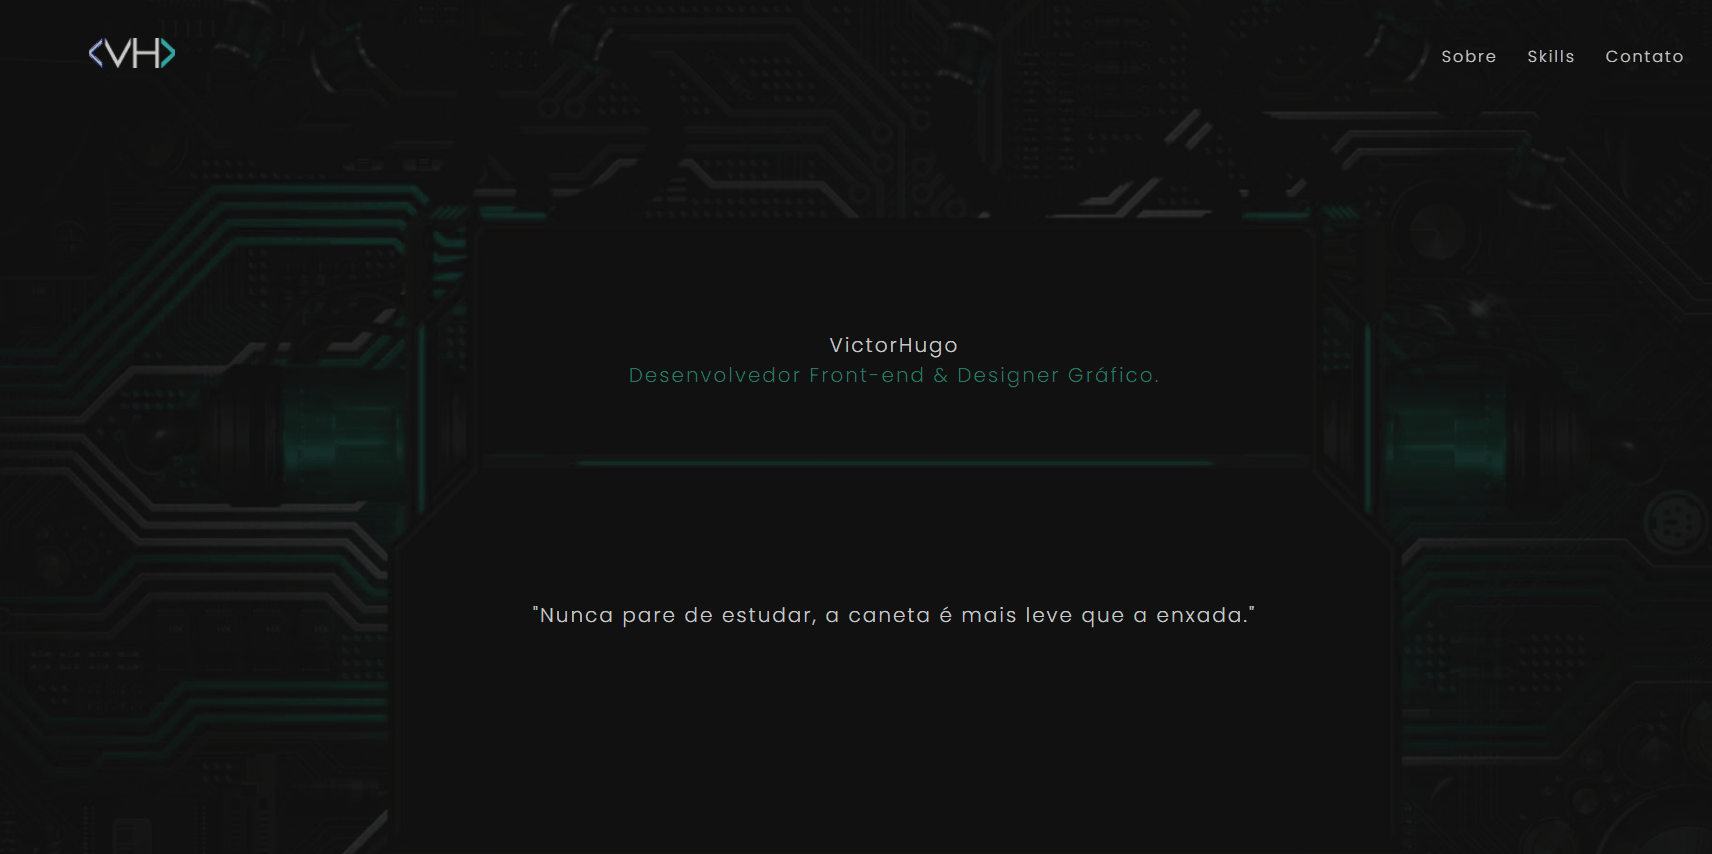 <VH>
Sobre Skills Contato
VictorHugo
Desenvolvedor Front-end & Designer Gráfico.
"Nunca pare de estudar, a caneta é mais leve que a enxada."